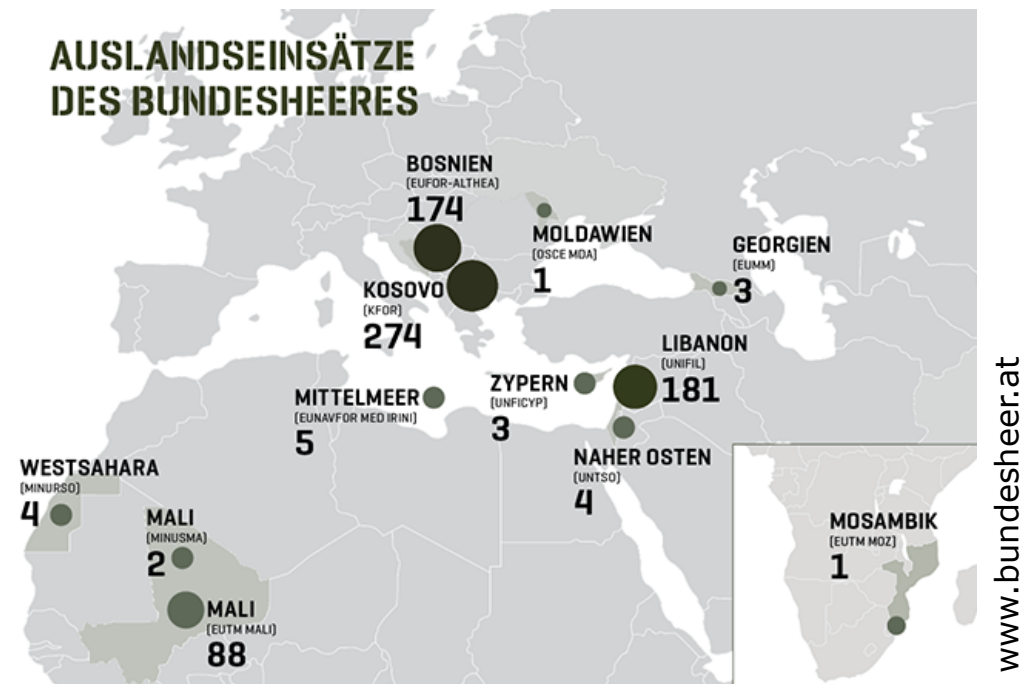 AUSLANDSEINSÄTZE
DES BUNDESHEERES
BOSNIEN
(EUFOR-ALTHEA)
174
MOLDAWIEN
(OSCE MDA)
1
GEORGIEN
(EUMM)
3
KOSOVO
(KFOR)
274
LIBANON
(UNIFIL)
181
ZYPERN
(UNFICYP)
3
MITTELMEER
(EUNAVFOR MED IRINI)
5
NAHER OSTEN
(UNTSO)
4
WESTSAHARA
(MINURSO)
4
MALI
(MINUSMA)
2
MALI
(EUTM MALI)
88
MOSAMBIK
(EUTM MOZ)
1
www.bundesheer.at